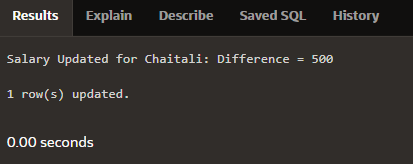 Results Explain Describe Saved SQL History
Salary Updated for Chaitali: Difference = 500
1 row(s) updated.
0.00 seconds